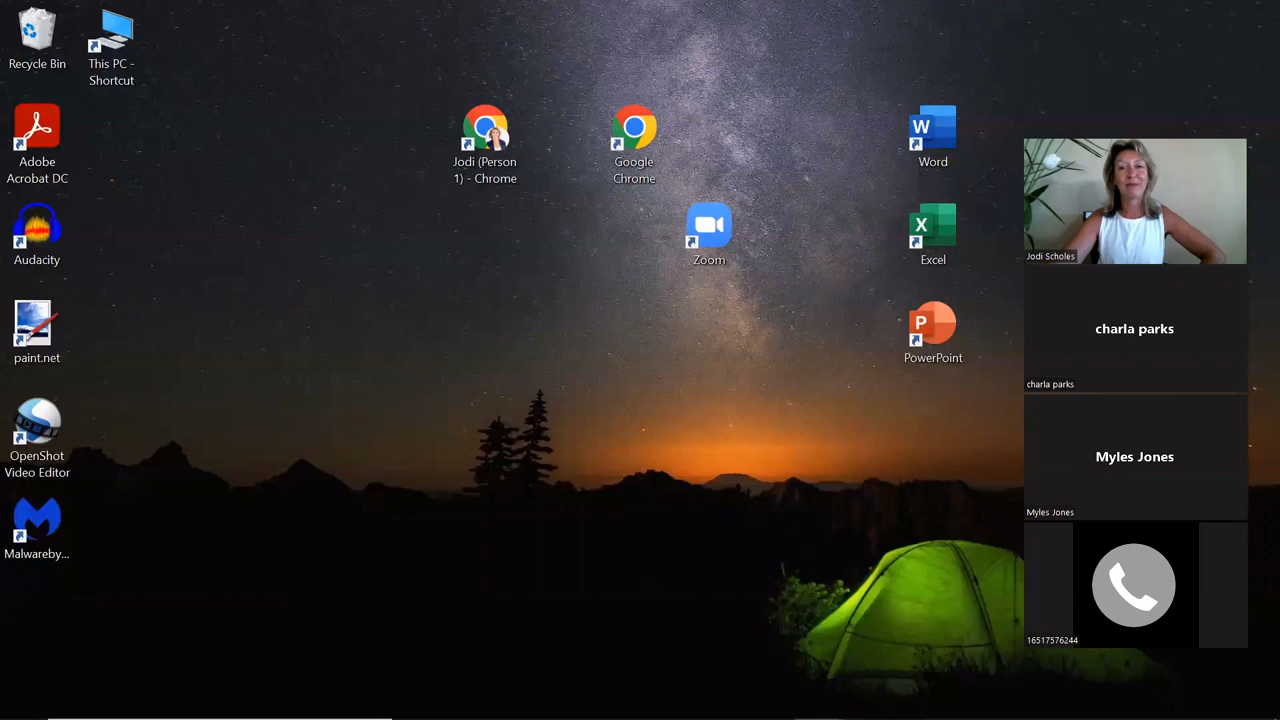 Recycle Bin
This PC -
Shortcut
Adobe
Acrobat DC
Jodi (Person
1) - Chrome
Google
Chrome
W
Word
Audacity
Zoom
X
Excel
paint.net
P
PowerPoint
OpenShot
Video Editor
Malwareby...
Jodi Scholes
charla parks
charla parks
Myles Jones
Myles Jones
16517576244